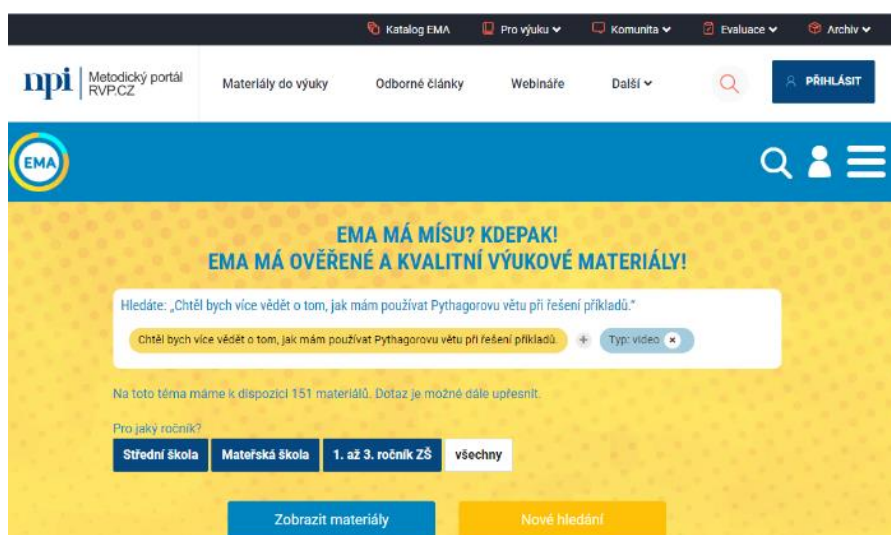 Katalog EMA Pro výuku Komunita Evaluace Archiv
npi Metodický portál
RVP.CZ
Materiály do výuky Odborné články Webináře Další PŘIHLÁSIT
EMA
EMA MÁ MÍSU? KDEPAK!
EMA MÁ OVĚŘENÉ A KVALITNÍ VÝUKOVÉ MATERIÁLY!
Hledáte: „Chtěl bych více vědět o tom, jak mám používat Pythagorovu větu při řešení příkladů.“
Chtěl bych více vědět o tom, jak mám používat Pythagorovu větu při řešení příkladů. + Typ: video ×
Na toto téma máme k dispozici 151 materiálů. Dotaz je možné dále upřesnit.
Pro jaký ročník?
Střední škola Mateřská škola 1. až 3. ročník ZŠ všechny
Zobrazit materiály Nové hledání